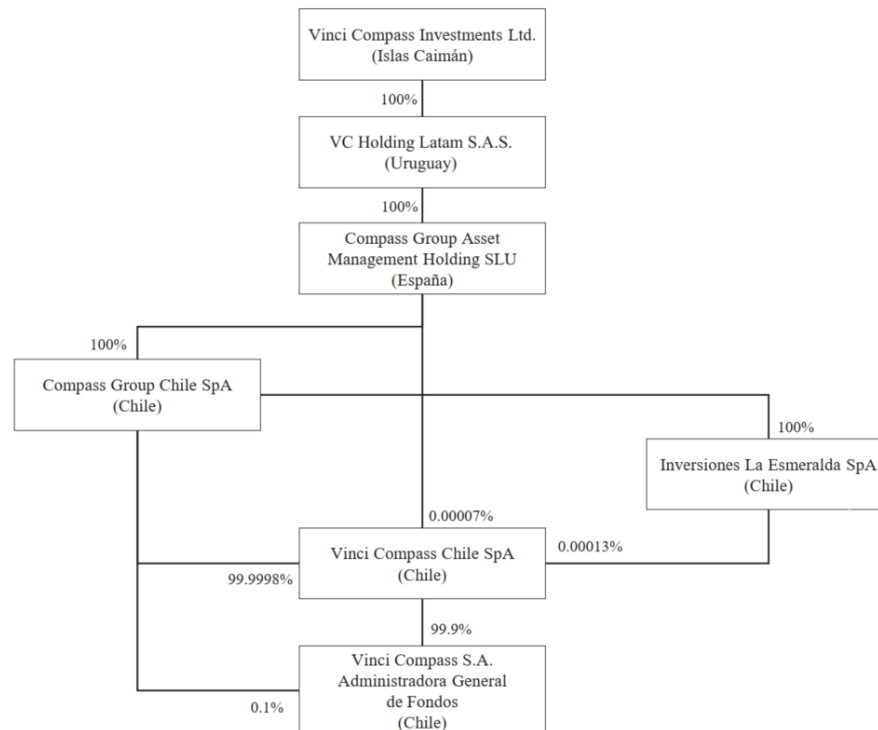 Vinci Compass Investments Ltd.
(Islas Caimán)
100%
VC Holding Latam S.A.S.
(Uruguay)
100%
Compass Group Asset
Management Holding SLU
(España)
100%
Compass Group Chile SpA
(Chile)
100%
Inversiones La Esmeralda SpA
(Chile)
0.00007%
Vinci Compass Chile SpA
(Chile)
0.00013%
99.9998%
99.9%
Vinci Compass S.A.
Administradora General
de Fondos
(Chile)
0.1%